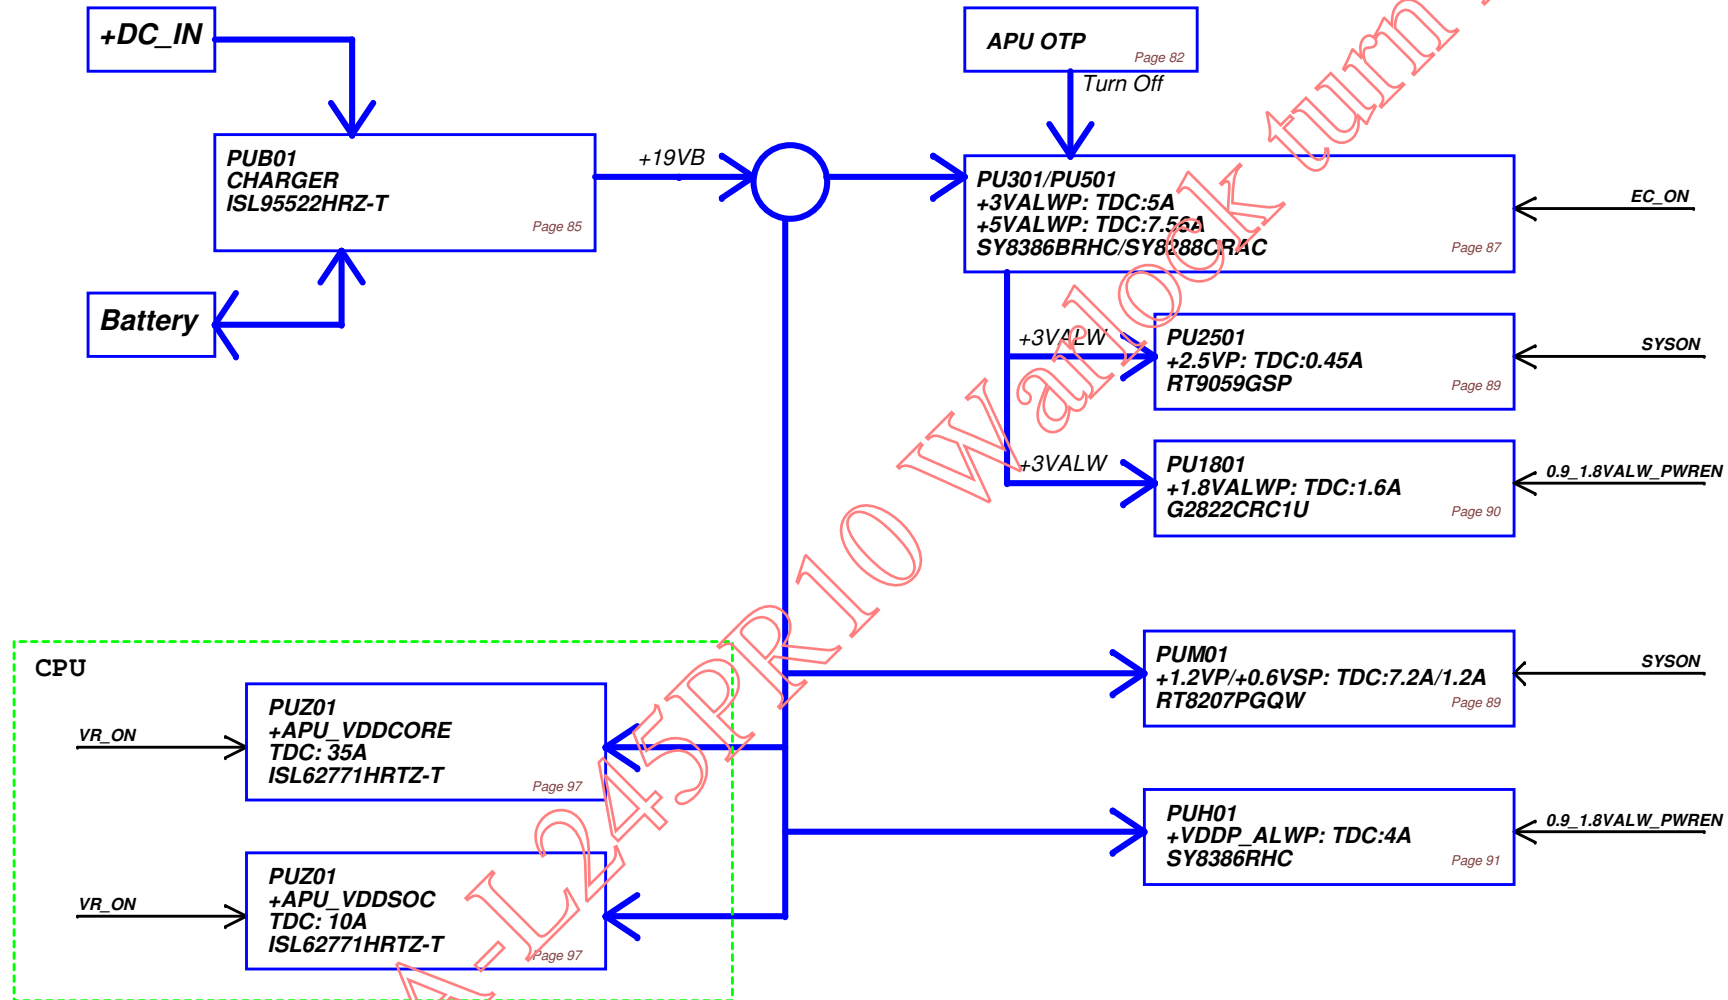 +DC_IN
APU OTP
Page 82
Turn Off
PUB01
CHARGER
ISL95522HRZ-T
Page 85
+19VB
PU301/PU501
+3VALWP: TDC:5A
+5VALWP: TDC:7.56A
SY8386BRHC/SY8288CRAC
Page 87
EC_ON
Battery
+3VALW
PU2501
+2.5VP: TDC:0.45A
RT9059GSP
Page 89
SYSON
+3VALW
PU1801
+1.8VALWP: TDC:1.6A
G2822CRC1U
Page 90
0.9_1.8VALW_PWREN
CPU
PUM01
+1.2VP/+0.6VSP: TDC:7.2A/1.2A
RT8207PGQW
Page 89
SYSON
VR_ON
PUZ01
+APU_VDDCORE
TDC: 35A
ISL62771HRTZ-T
Page 97
PUH01
+VDDP_ALWP: TDC:4A
SY8386RHC
Page 91
0.9_1.8VALW_PWREN
VR_ON
PUZ01
+APU_VDDSOC
TDC: 10A
ISL62771HRTZ-T
Page 97
A-L245PR10 Warlock turn